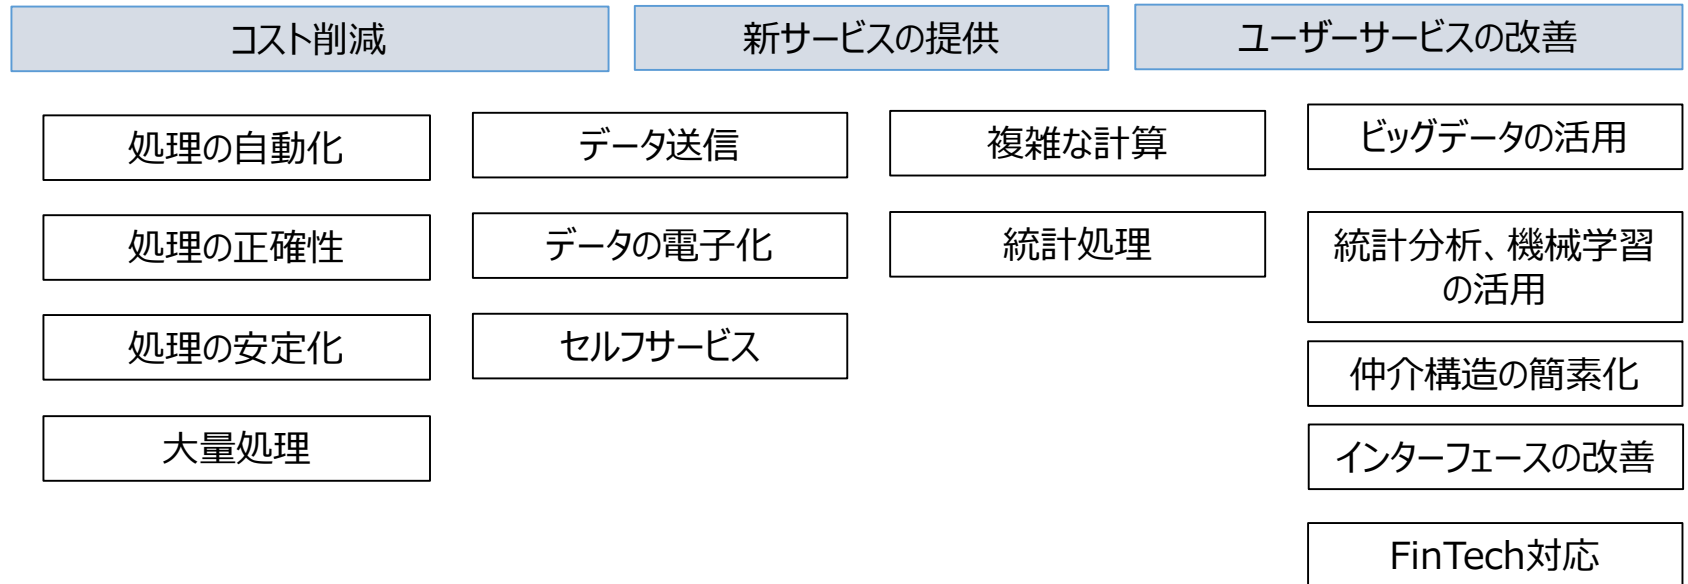 コスト削減
新サービスの提供
ユーザーサービスの改善
処理の自動化
データ送信
複雑な計算
ビッグデータの活用
処理の正確性
データの電子化
統計処理
統計分析、機械学習
の活用
処理の安定化
セルフサービス
仲介構造の簡素化
大量処理
インターフェースの改善
FinTech対応